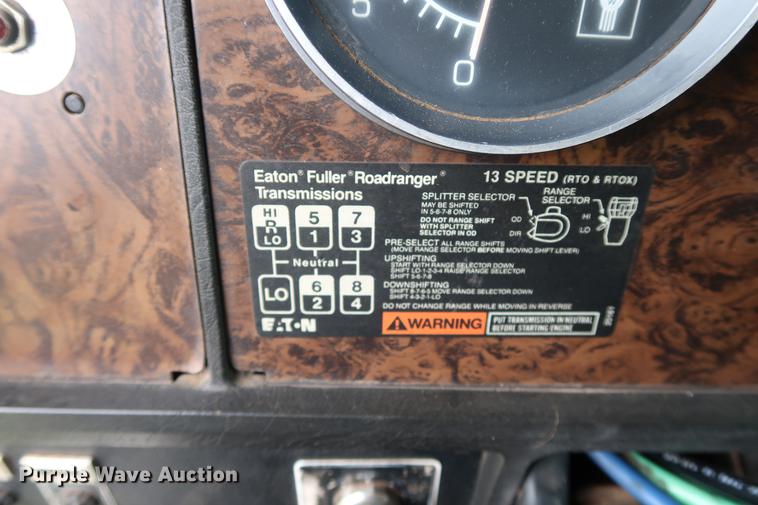 5
0
Eaton® Fuller® Roadranger®
Transmissions
13 SPEED (RTO & RTOX)
SPLITTER SELECTOR
MAY BE SHIFTED
IN 5-6-7-8 ONLY
DO NOT RANGE SHIFT
WITH SPLITTER
SELECTOR IN OD
OD
DIR
RANGE
SELECTOR
HI
LO
HI
R
LO
5
1
7
3
Neutral
LO
6
2
8
4
PRE-SELECT ALL RANGE SHIFTS
(MOVE RANGE SELECTOR BEFORE MOVING SHIFT LEVER)
UPSHIFTING
START WITH RANGE SELECTOR DOWN
SHIFT LO-1-2-3-4 RAISE RANGE SELECTOR
SHIFT 5-6-7-8
DOWNSHIFTING
SHIFT 8-7-6-5 MOVE RANGE SELECTOR DOWN
SHIFT 4-3-2-1-LO
DO NOT CHANGE RANGE WHILE MOVING IN REVERSE
EATON
WARNING
PUT TRANSMISSION IN NEUTRAL
BEFORE STARTING ENGINE
Purple Wave Auction